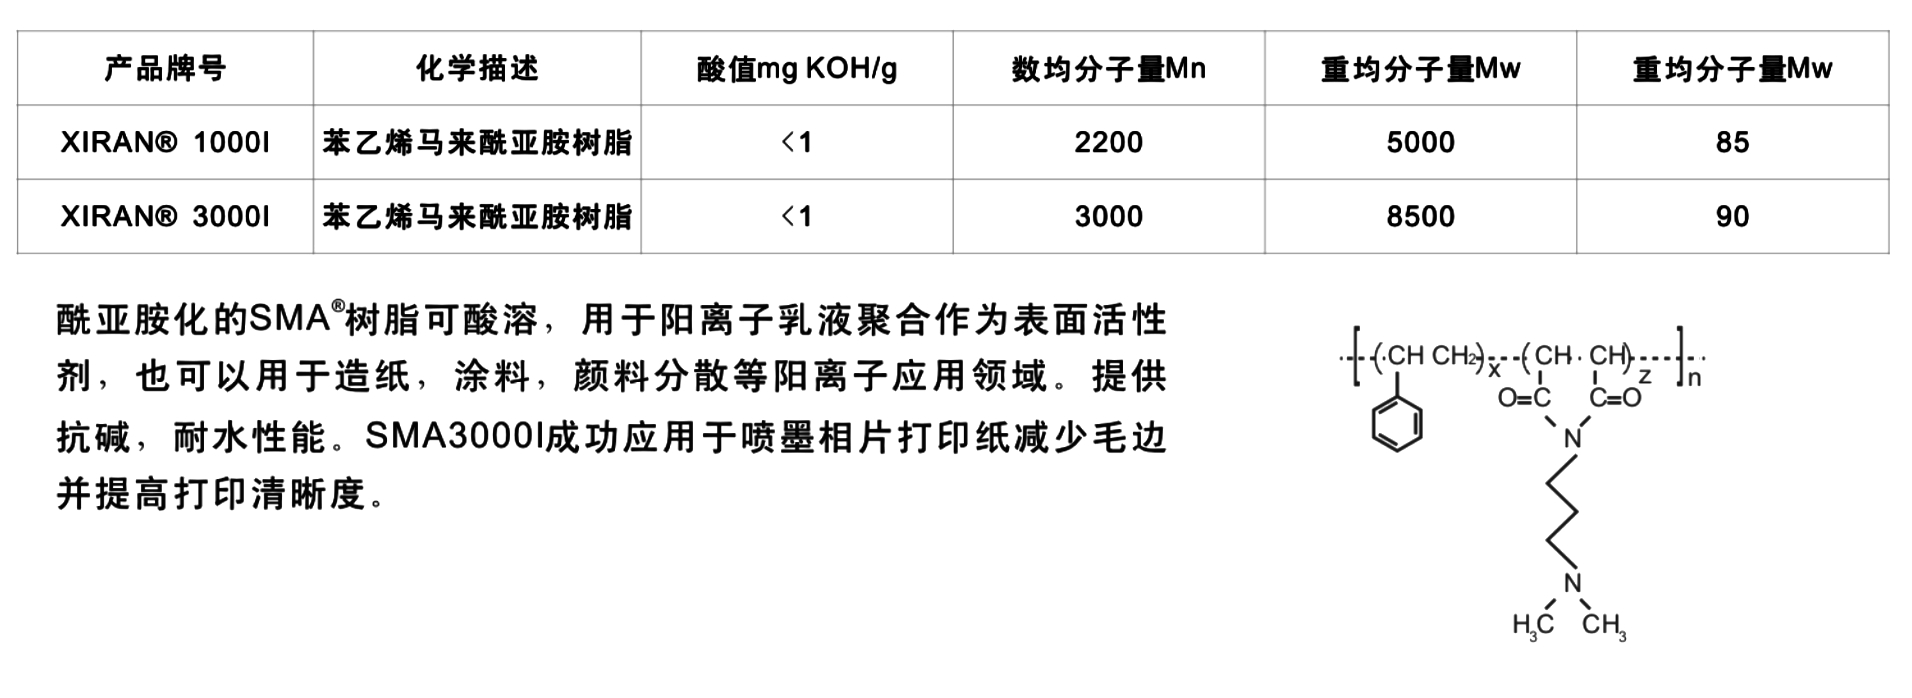 产品牌号 化学描述 酸值mg KOH/g 数均分子量Mn 重均分子量Mw 重均分子量Mw
XIRAN® 1000I 苯乙烯马来酰亚胺树脂 <1 2200 5000 85
XIRAN® 3000I 苯乙烯马来酰亚胺树脂 <1 3000 8500 90
酰亚胺化的SMA®树脂可酸溶，用于阳离子乳液聚合作为表面活性
剂，也可以用于造纸，涂料，颜料分散等阳离子应用领域。提供
抗碱，耐水性能。SMA3000I成功应用于喷墨相片打印纸减少毛边
并提高打印清晰度。
[(CH CH2)x (CH CH)z]n
O=C C=O
N
N
H3C CH3